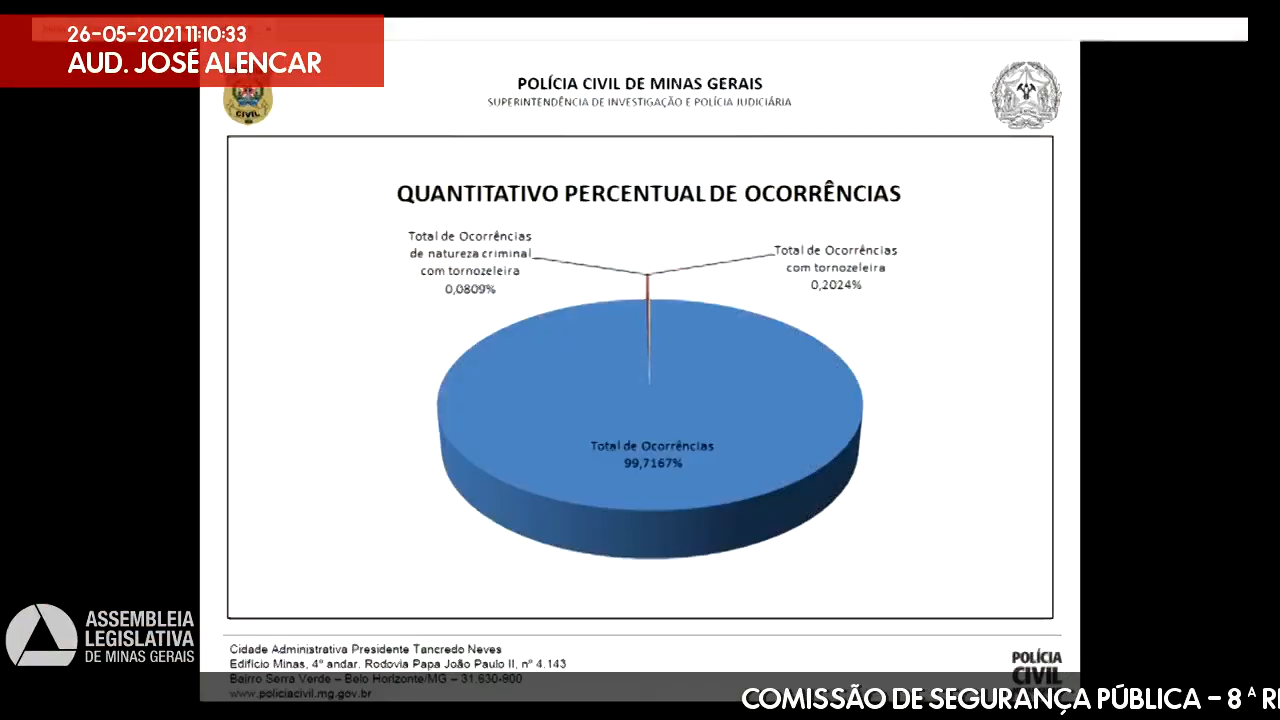 26-05-2021 11:10:33
AUD. JOSÉ ALENCAR
CIVIL
POLÍCIA CIVIL DE MINAS GERAIS
SUPERINTENDÊNCIA DE INVESTIGAÇÃO E POLÍCIA JUDICIÁRIA
QUANTITATIVO PERCENTUAL DE OCORRÊNCIAS
Total de Ocorrências
de natureza criminal
com tornozeleira
0,0809%
Total de Ocorrências
com tornozeleira
0,2024%
Total de Ocorrências
99,7167%
ASSEMBLEIA
LEGISLATIVA
DE MINAS GERAIS
Cidade Administrativa Presidente Tancredo Neves
Edifício Minas, 4º andar. Rodovia Papa João Paulo II, nº 4.143
Bairro Serra Verde – Belo Horizonte/MG – 31.630-900
www.policiacivil.mg.gov.br
POLÍCIA
CIVIL
COMISSÃO DE SEGURANÇA PÚBLICA - 8ª R